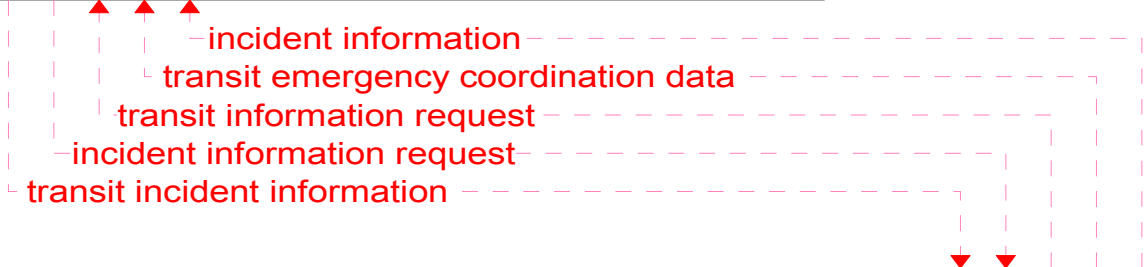 incident information
transit emergency coordination data
transit information request
incident information request
transit incident information